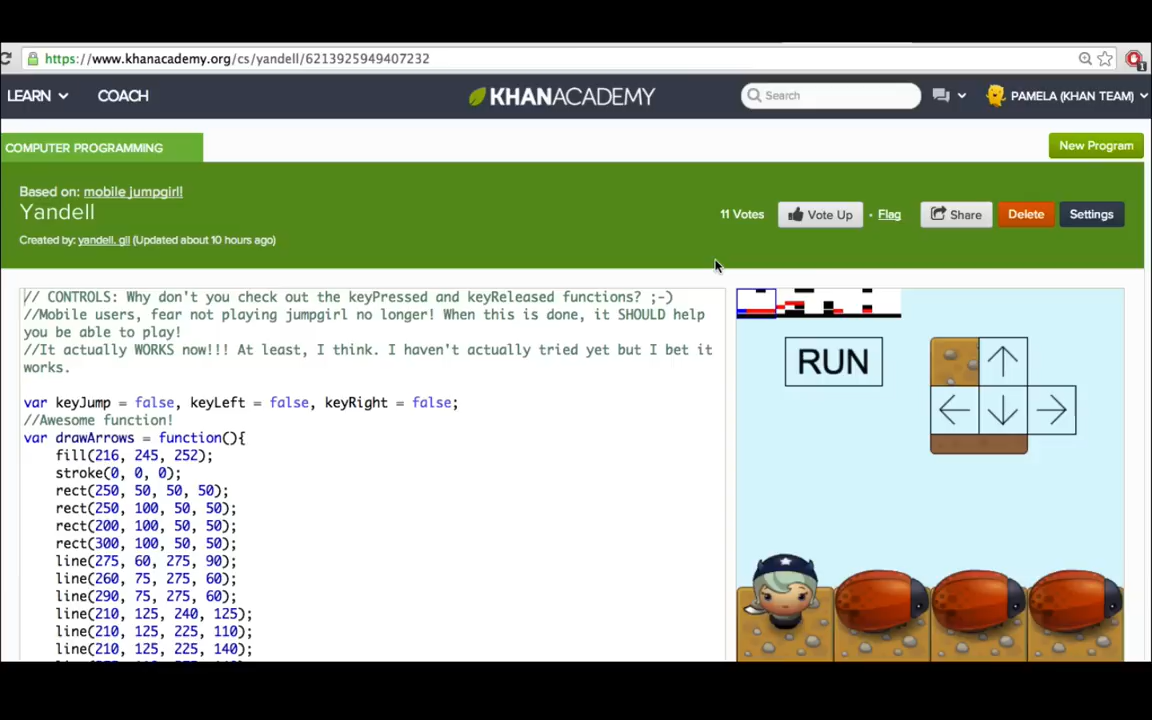 https://www.khanacademy.org/cs/yandell/6213925949407232
1
LEARN
COACH
KHANACADEMY
Search
PAMELA (KHAN TEAM)
COMPUTER PROGRAMMING
New Program
Based on: mobile jumpgirl!
Yandell
Created by: yandell. gll (Updated about 10 hours ago)
11 Votes
Vote Up
• Flag
Share
Delete
Settings
// CONTROLS: Why don't you check out the keyPressed and keyReleased functions? ;-)
//Mobile users, fear not playing jumpgirl no longer! When this is done, it SHOULD help
you be able to play!
//It actually WORKS now!!! At least, I think. I haven't actually tried yet but I bet it
works.
var keyJump = false, keyLeft = false, keyRight = false;
//Awesome function!
var drawArrows = function(){
fill(216, 245, 252);
stroke(0, 0, 0);
rect(250, 50, 50, 50);
rect(250, 100, 50, 50);
rect(200, 100, 50, 50);
rect(300, 100, 50, 50);
line(275, 60, 275, 90);
line(260, 75, 275, 60);
line(290, 75, 275, 60);
line(210, 125, 240, 125);
line(210, 125, 225, 110);
line(210, 125, 225, 140);
RUN